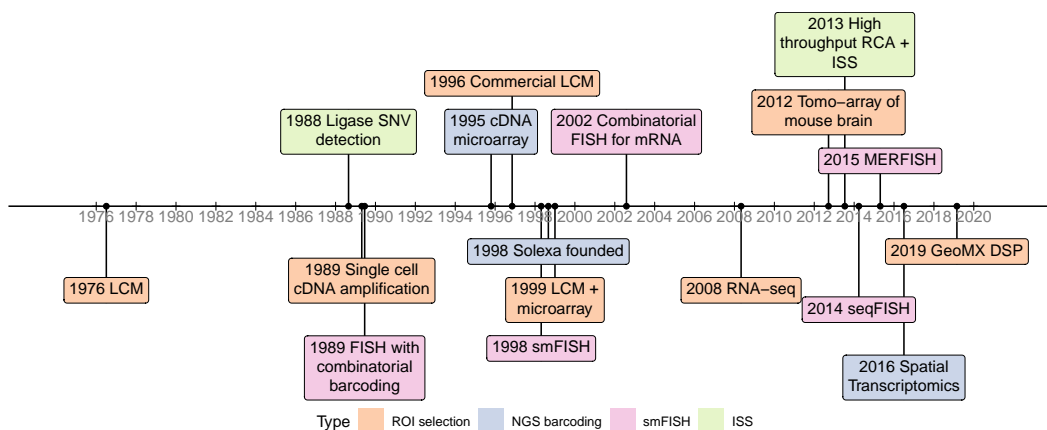 2013 High
throughput RCA +
ISS
1996 Commercial LCM
2012 Tomo−array of
mouse brain
1988 Ligase SNV
detection
1995 cDNA
microarray
2002 Combinatorial
FISH for mRNA
2015 MERFISH
1976 1978 1980 1982 1984 1986 1988 1990 1992 1994 1996 1998 2000 2002 2004 2006 2008 2010 2012 2014 2016 2018 2020
1998 Solexa founded
2019 GeoMX DSP
1976 LCM
1989 Single cell
cDNA amplification
1999 LCM +
microarray
2008 RNA−seq
2014 seqFISH
1989 FISH with
combinatorial
barcoding
1998 smFISH
2016 Spatial
Transcriptomics
Type ROI selection NGS barcoding smFISH ISS